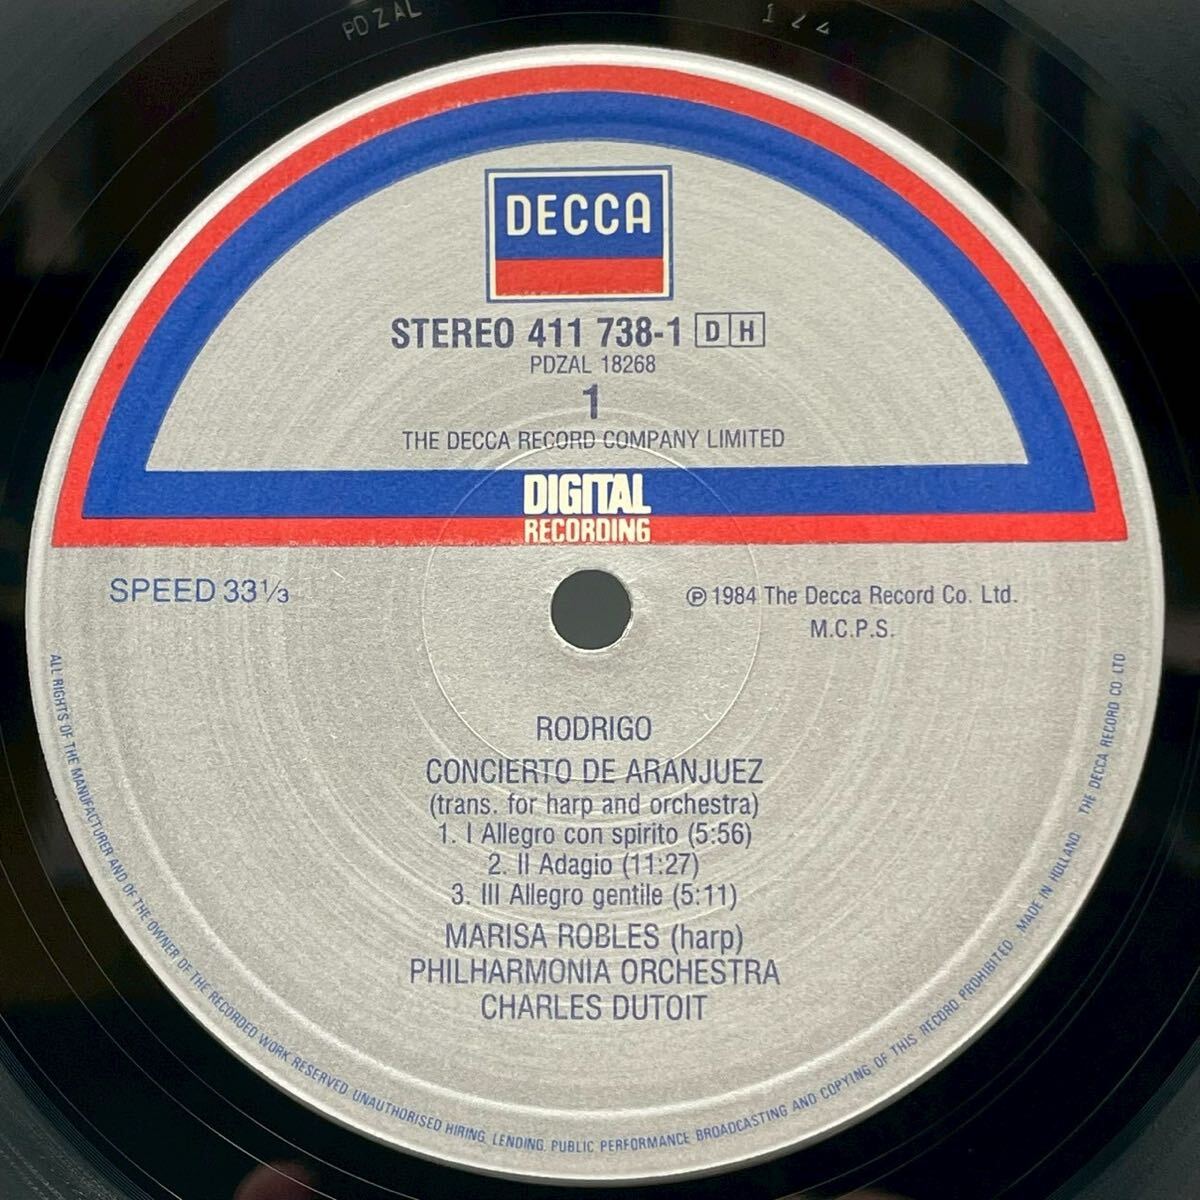 PDZAL
DECCA
STEREO 411 738-1 DH
PDZAL 18268
1
THE DECCA RECORD COMPANY LIMITED
DIGITAL
RECORDING
SPEED 33⅓
℗ 1984 The Decca Record Co. Ltd.
M.C.P.S.
RODRIGO
CONCIERTO DE ARANJUEZ
(trans. for harp and orchestra)
1. I Allegro con spirito (5:56)
2. II Adagio (11:27)
3. III Allegro gentile (5:11)
MARISA ROBLES (harp)
PHILHARMONIA ORCHESTRA
CHARLES DUTOIT
ALL RIGHTS OF THE MANUFACTURER AND OF THE OWNER OF THE RECORDED WORK RESERVED. UNAUTHORISED HIRING, LENDING, PUBLIC PERFORMANCE BROADCASTING AND COPYING OF THIS RECORD PROHIBITED MADE IN HOLLAND THE DECCA RECORD CO LTD